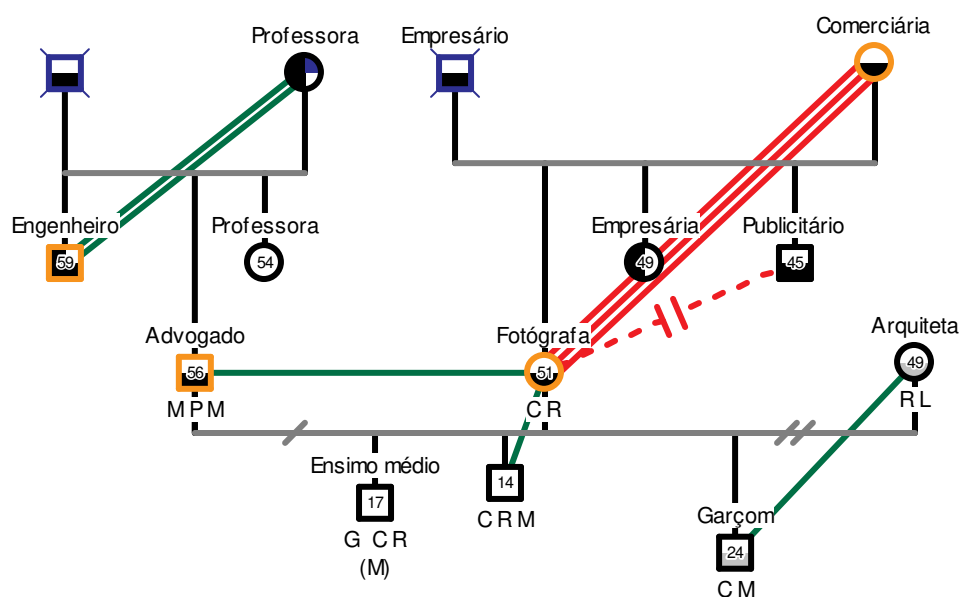 Professora
Empresário
Comerciária
Engenheiro
59
Professora
54
Empresária
49
Publicitário
45
Advogado
56
M P M
Fotógrafa
51
C R
Arquiteta
49
R L
Ensimo médio
17
G C R
(M)
14
C R M
Garçom
24
C M